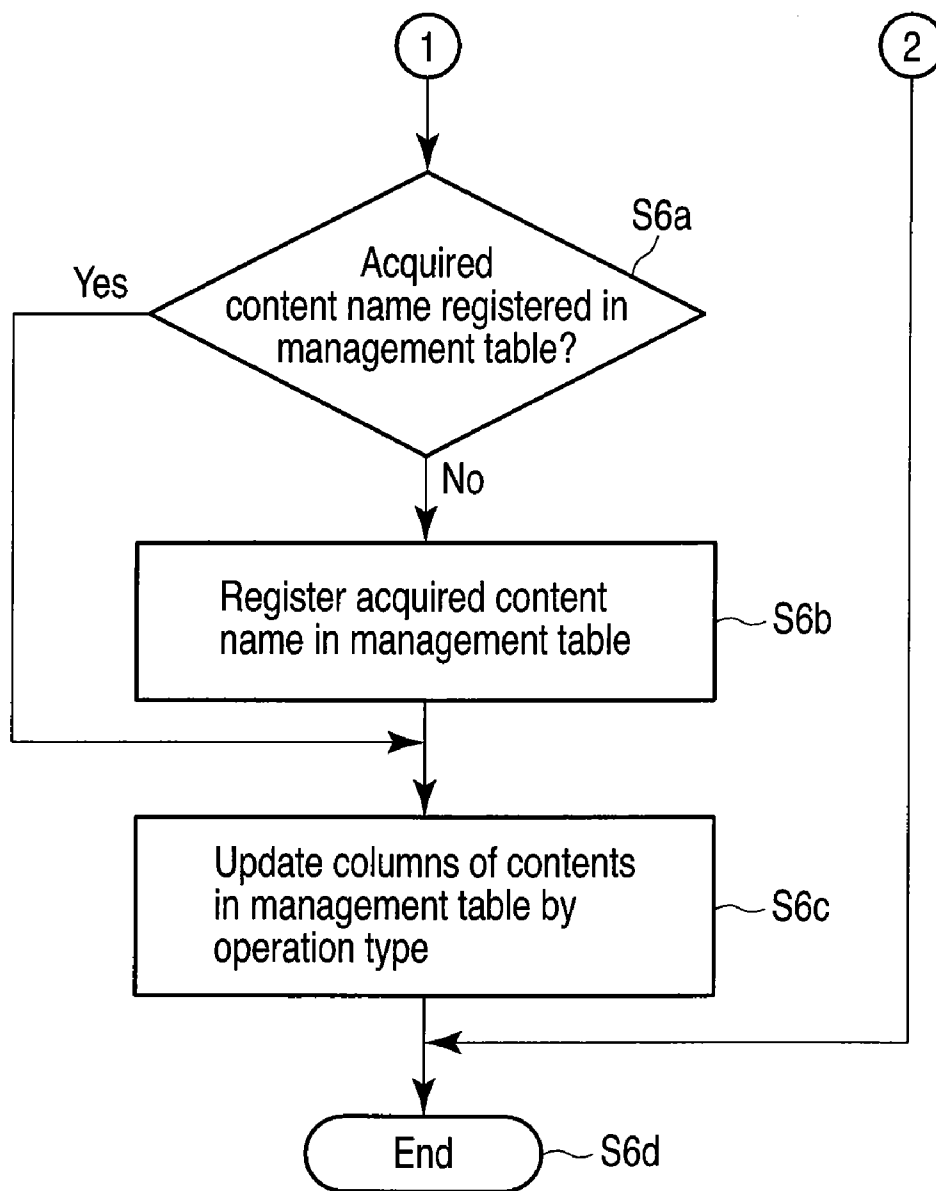 1
2
S6a
Yes
Acquired
content name registered in
management table?
No
Register acquired content
name in management table
S6b
Update columns of contents
in management table by
operation type
S6c
End
S6d